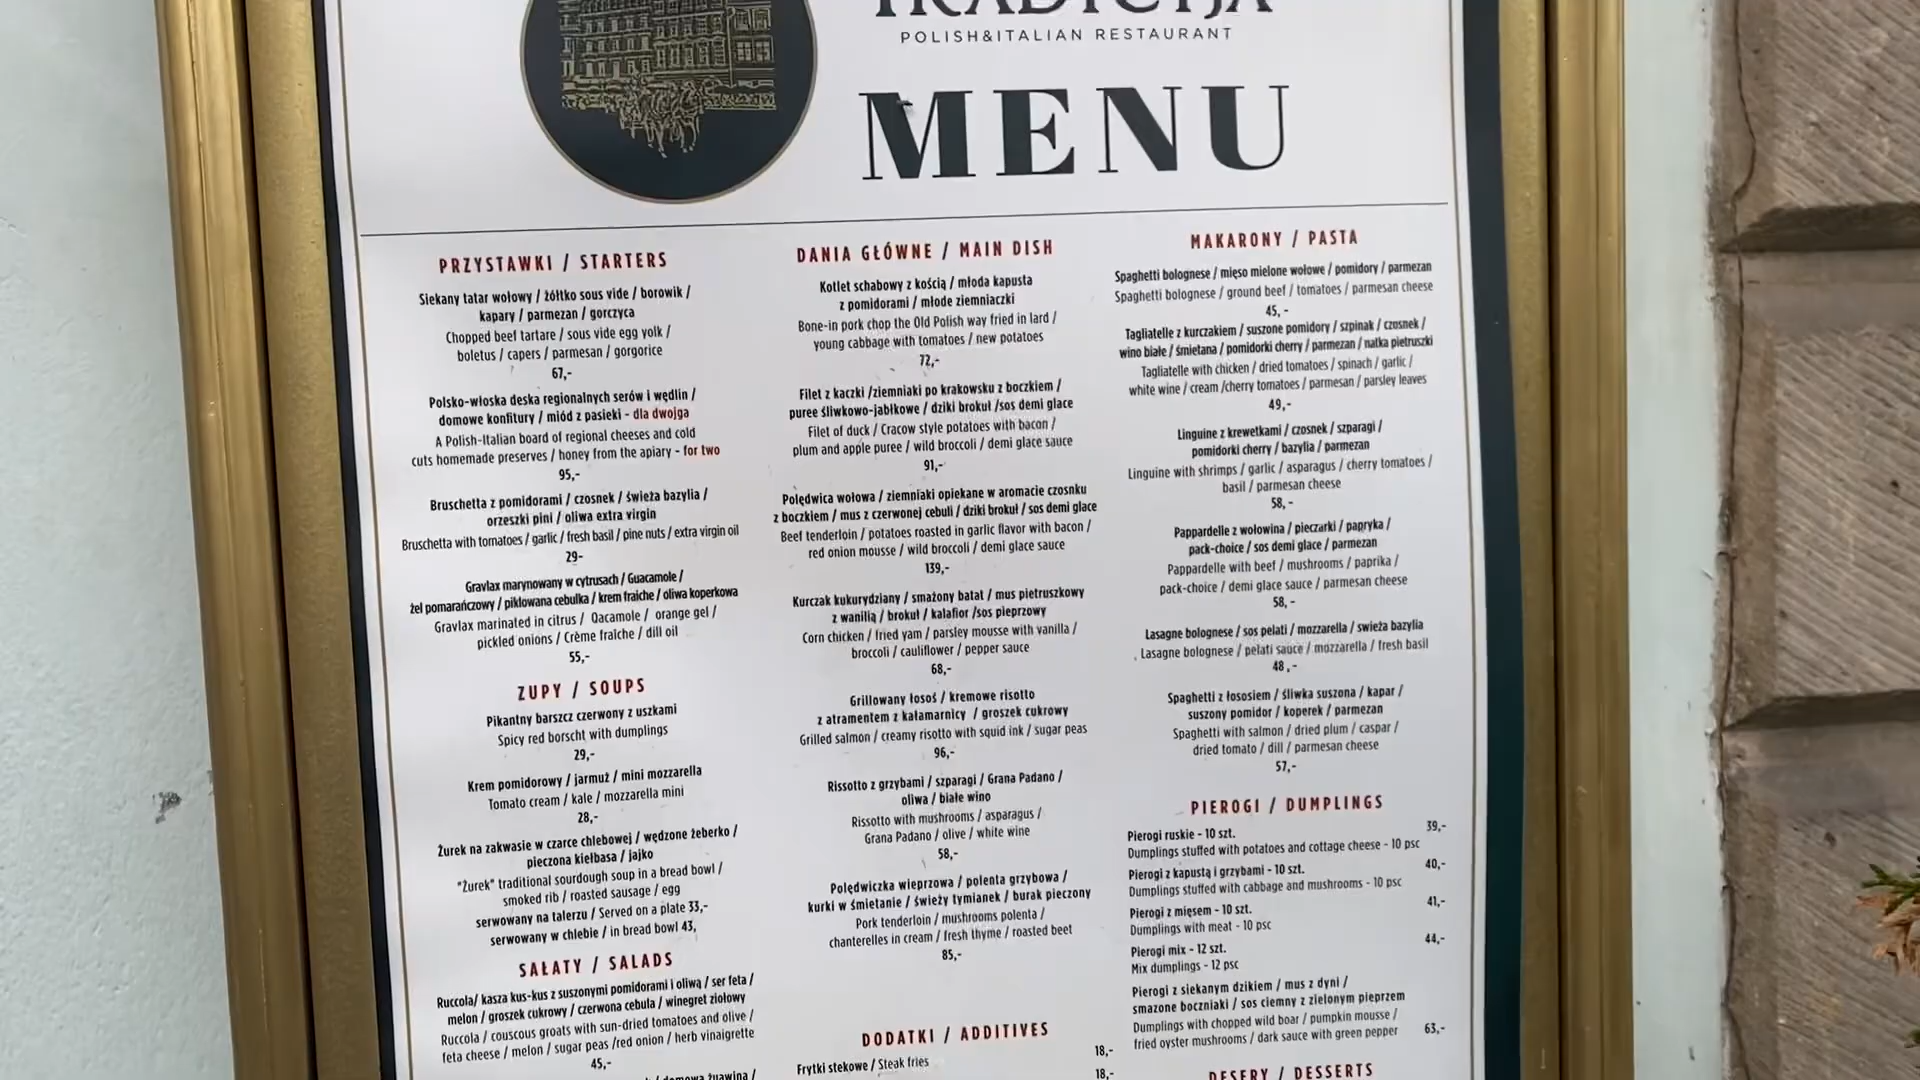 TRADYCYJA
POLISH&ITALIAN RESTAURANT
MENU
PRZYSTAWKI / STARTERS
Siekany tatar wołowy / żółtko sous vide / borowik /
kapary / parmezan / gorczyca
Chopped beef tartare / sous vide egg yolk /
boletus / capers / parmesan / gorgorice
67,-
Polsko-włoska deska regionalnych serów i wędlin /
domowe konfitury / miód z pasieki - dla dwojga
A Polish-Italian board of regional cheeses and cold
cuts homemade preserves / honey from the apiary - for two
95,-
Bruschetta z pomidorami / czosnek / świeża bazylia /
orzeszki pini / oliwa extra virgin
Bruschetta with tomatoes / garlic / fresh basil / pine nuts / extra virgin oil
29-
Gravlax marynowany w cytrusach / Guacamole /
żel pomarańczowy / piklowana cebulka / krem fraiche / oliwa koperkowa
Gravlax marinated in citrus / Qacamole / orange gel /
pickled onions / Crème fraîche / dill oil
55,-
ZUPY / SOUPS
Pikantny barszcz czerwony z uszkami
Spicy red borscht with dumplings
29,-
Krem pomidorowy / jarmuż / mini mozzarella
Tomato cream / kale / mozzarella mini
28,-
Żurek na zakwasie w czarce chlebowej / wędzone żeberko /
pieczona kiełbasa / jajko
"Żurek" traditional sourdough soup in a bread bowl /
smoked rib / roasted sausage / egg
serwowany na talerzu / Served on a plate 33,-
serwowany w chlebie / in bread bowl 43,
SAŁATY / SALADS
Ruccola/ kasza kus-kus z suszonymi pomidorami i oliwą / ser feta /
melon / groszek cukrowy / czerwona cebula / winegret ziołowy
Ruccola / couscous groats with sun-dried tomatoes and olive /
feta cheese / melon / sugar peas /red onion / herb vinaigrette
45,-
DANIA GŁÓWNE / MAIN DISH
Kotlet schabowy z kością / młoda kapusta
z pomidorami / młode ziemniaczki
Bone-in pork chop the Old Polish way fried in lard /
young cabbage with tomatoes / new potatoes
72,-
Filet z kaczki /ziemniaki po krakowsku z boczkiem /
puree śliwkowo-jabłkowe / dziki brokuł /sos demi glace
Filet of duck / Cracow style potatoes with bacon /
plum and apple puree / wild broccoli / demi glace sauce
91,-
Polędwica wołowa / ziemniaki opiekane w aromacie czosnku
z boczkiem / mus z czerwonej cebuli / dziki brokuł / sos demi glace
Beef tenderloin / potatoes roasted in garlic flavor with bacon /
red onion mousse / wild broccoli / demi glace sauce
139,-
Kurczak kukurydziany / smażony batat / mus pietruszkowy
z wanilią / brokuł / kalafior /sos pieprzowy
Corn chicken / fried yam / parsley mousse with vanilla /
broccoli / cauliflower / pepper sauce
68,-
Grillowany łosoś / kremowe risotto
z atramentem z kałamarnicy / groszek cukrowy
Grilled salmon / creamy risotto with squid ink / sugar peas
96,-
Rissotto z grzybami / szparagi / Grana Padano /
oliwa / białe wino
Rissotto with mushrooms / asparagus /
Grana Padano / olive / white wine
58,-
Polędwiczka wieprzowa / polenta grzybowa /
kurki w śmietanie / świeży tymianek / burak pieczony
Pork tenderloin / mushrooms polenta /
chanterelles in cream / fresh thyme / roasted beet
85,-
DODATKI / ADDITIVES
Frytki stekowe / Steak fries 18,-
18,-
MAKARONY / PASTA
Spaghetti bolognese / mięso mielone wołowe / pomidory / parmezan
Spaghetti bolognese / ground beef / tomatoes / parmesan cheese
45, -
Tagliatelle z kurczakiem / suszone pomidory / szpinak / czosnek /
wino białe / śmietana / pomidorki cherry / parmezan / natka pietruszki
Tagliatelle with chicken / dried tomatoes / spinach / garlic /
white wine / cream /cherry tomatoes / parmesan / parsley leaves
49,-
Linguine z krewetkami / czosnek / szparagi /
pomidorki cherry / bazylia / parmezan
Linguine with shrimps / garlic / asparagus / cherry tomatoes /
basil / parmesan cheese
58, -
Pappardelle z wołowina / pieczarki / papryka /
pack-choice / sos demi glace / parmezan
Pappardelle with beef / mushrooms / paprika /
pack-choice / demi glace sauce / parmesan cheese
58, -
Lasagne bolognese / sos pelati / mozzarella / swieża bazylia
Lasagne bolognese / pelati sauce / mozzarella / fresh basil
48,-
Spaghetti z łososiem / śliwka suszona / kapar /
suszony pomidor / koperek / parmezan
Spaghetti with salmon / dried plum / caspar /
dried tomato / dill / parmesan cheese
57,-
PIEROGI / DUMPLINGS
Pierogi ruskie - 10 szt. 39,-
Dumplings stuffed with potatoes and cottage cheese - 10 psc
Pierogi z kapustą i grzybami - 10 szt. 40,-
Dumplings stuffed with cabbage and mushrooms - 10 psc
Pierogi z mięsem - 10 szt. 41,-
Dumplings with meat - 10 psc
Pierogi mix - 12 szt. 44,-
Mix dumplings - 12 psc
Pierogi z siekanym dzikiem / mus z dyni /
smazone boczniaki / sos ciemny z zielonym pieprzem
Dumplings with chopped wild boar / pumpkin mousse /
fried oyster mushrooms / dark sauce with green pepper 63,-
DESERY / DESSERTS